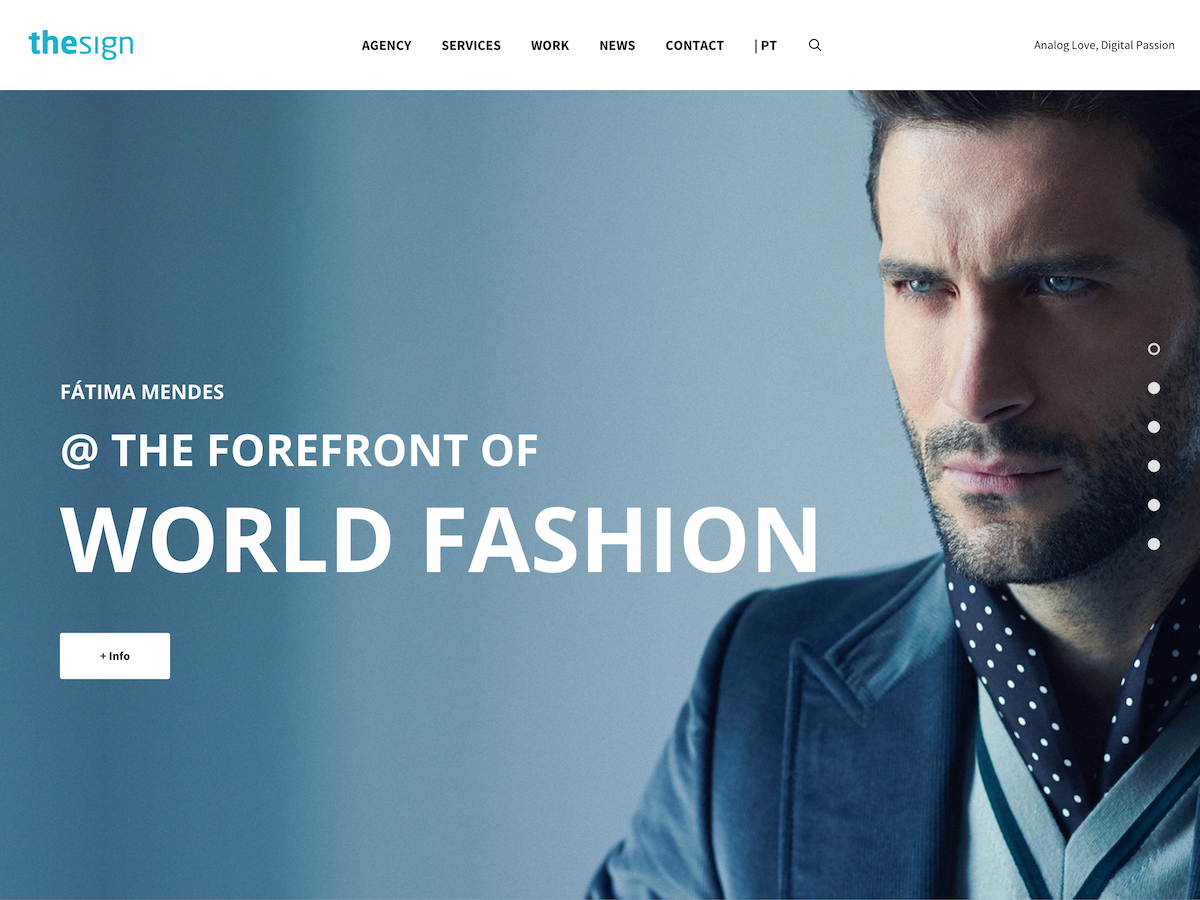 thesign
AGENCY SERVICES WORK NEWS CONTACT | PT
Analog Love, Digital Passion
FÁTIMA MENDES
@ THE FOREFRONT OF
WORLD FASHION
+ Info